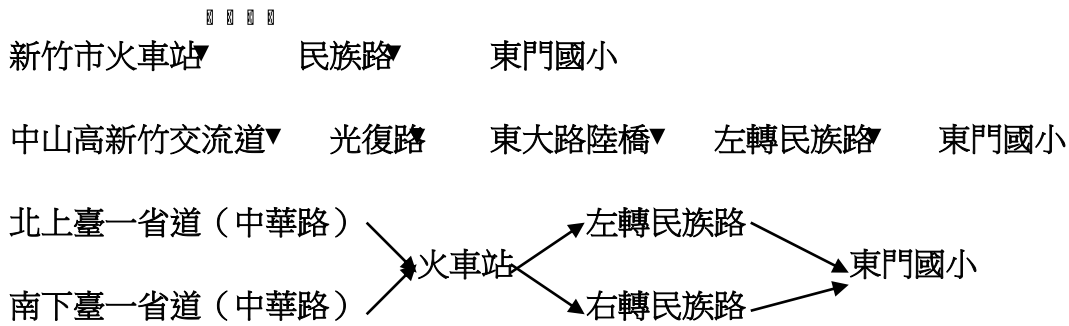 新竹市火車站 民族路 東門國小
中山高新竹交流道 光復路 東大路陸橋 左轉民族路 東門國小
北上臺一省道（中華路） 左轉民族路
火車站 東門國小
南下臺一省道（中華路） 右轉民族路